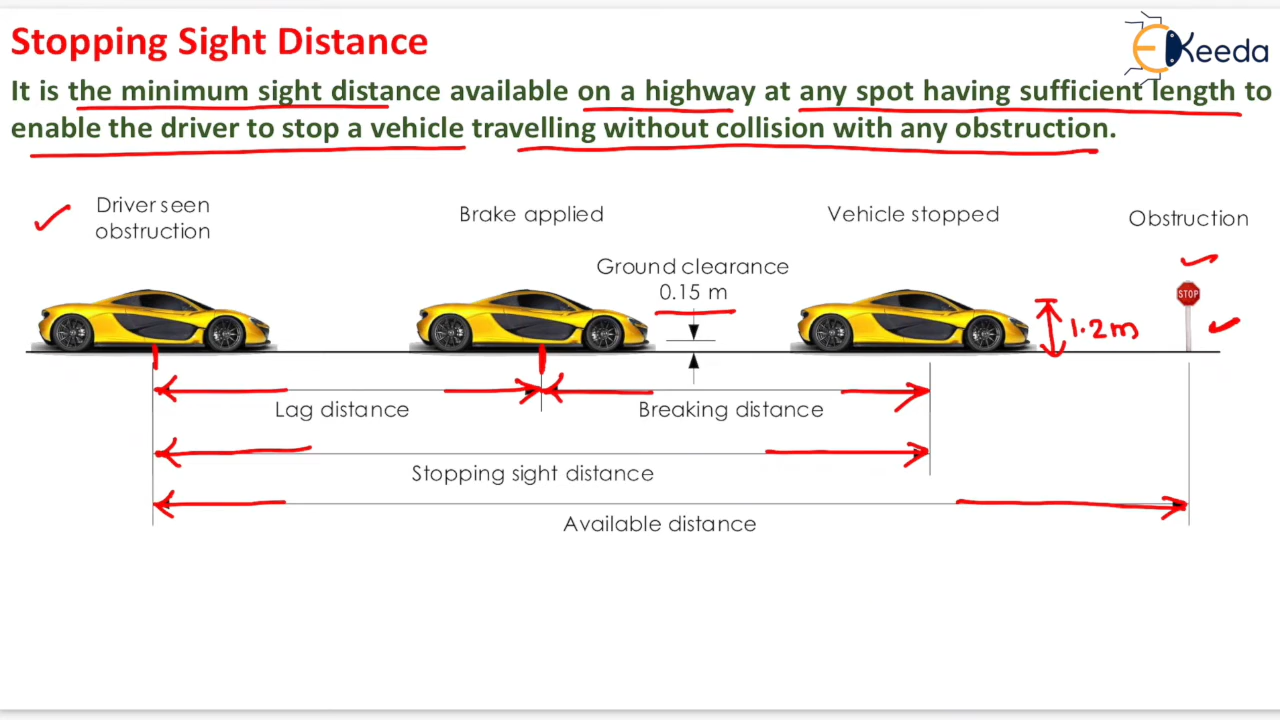 Stopping Sight Distance
EKeeda
It is the minimum sight distance available on a highway at any spot having sufficient length to
enable the driver to stop a vehicle travelling without collision with any obstruction.
Driver seen
obstruction
Brake applied
Vehicle stopped
Obstruction
Ground clearance
0.15 m
STOP
1.2m
Lag distance
Breaking distance
Stopping sight distance
Available distance